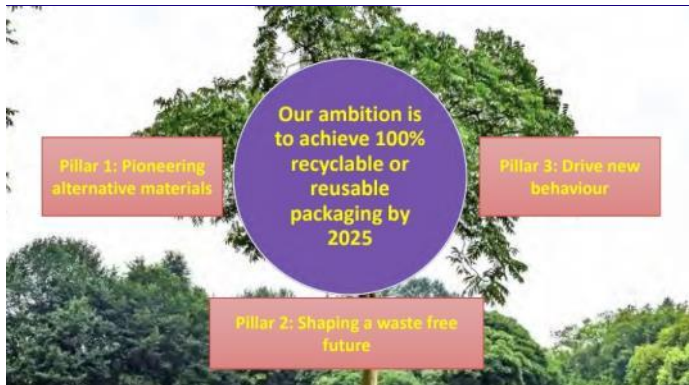 Our ambition is
to achieve 100%
recyclable or
reusable
packaging by
2025
Pillar 1: Pioneering
alternative materials
Pillar 3: Drive new
behaviour
Pillar 2: Shaping a waste free
future